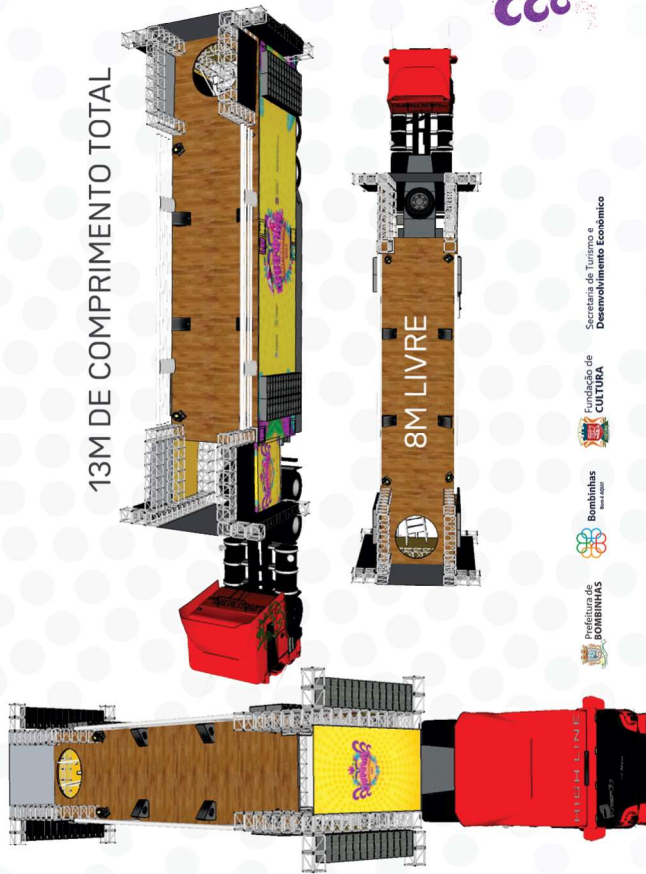 13M DE COMPRIMENTO TOTAL
8M LIVRE
HIGHLINE
Prefeitura de
BOMBINHAS
Bombinhas
Fundação de
CULTURA
Secretaria de Turismo e
Desenvolvimento Econômico